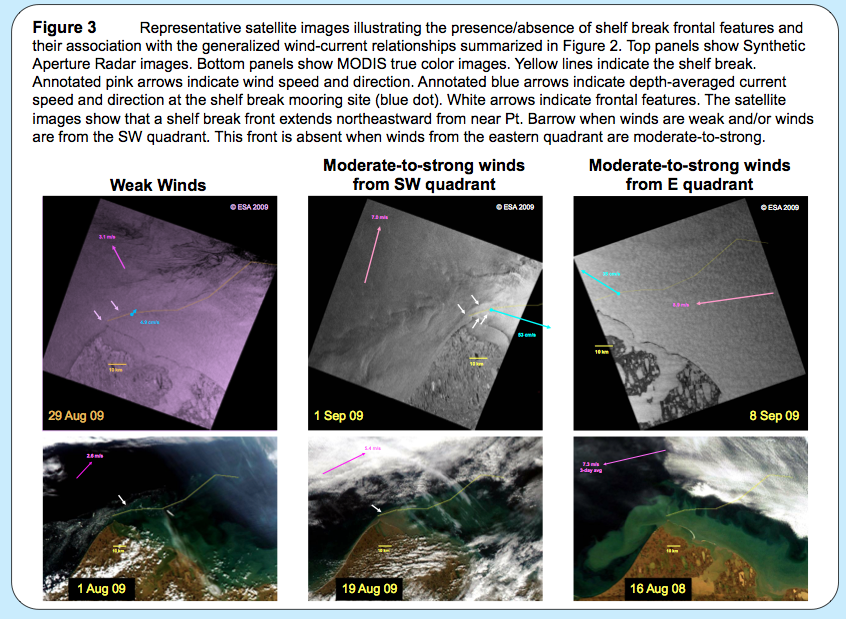 Figure 3 Representative satellite images illustrating the presence/absence of shelf break frontal features and
their association with the generalized wind-current relationships summarized in Figure 2. Top panels show Synthetic
Aperture Radar images. Bottom panels show MODIS true color images. Yellow lines indicate the shelf break.
Annotated pink arrows indicate wind speed and direction. Annotated blue arrows indicate depth-averaged current
speed and direction at the shelf break mooring site (blue dot). White arrows indicate frontal features. The satellite
images show that a shelf break front extends northeastward from near Pt. Barrow when winds are weak and/or winds
are from the SW quadrant. This front is absent when winds from the eastern quadrant are moderate-to-strong.
Weak Winds
Moderate-to-strong winds
from SW quadrant
Moderate-to-strong winds
from E quadrant
© ESA 2009
3.1 m/s
4.8 cm/s
10 km
29 Aug 09
© ESA 2009
7.8 m/s
53 cm/s
10 km
1 Sep 09
© ESA 2009
10 km
8 Sep 09
2.6 m/s
10 km
1 Aug 09
5.4 m/s
10 km
19 Aug 09
7.3 m/s
3-day avg
10 km
16 Aug 08